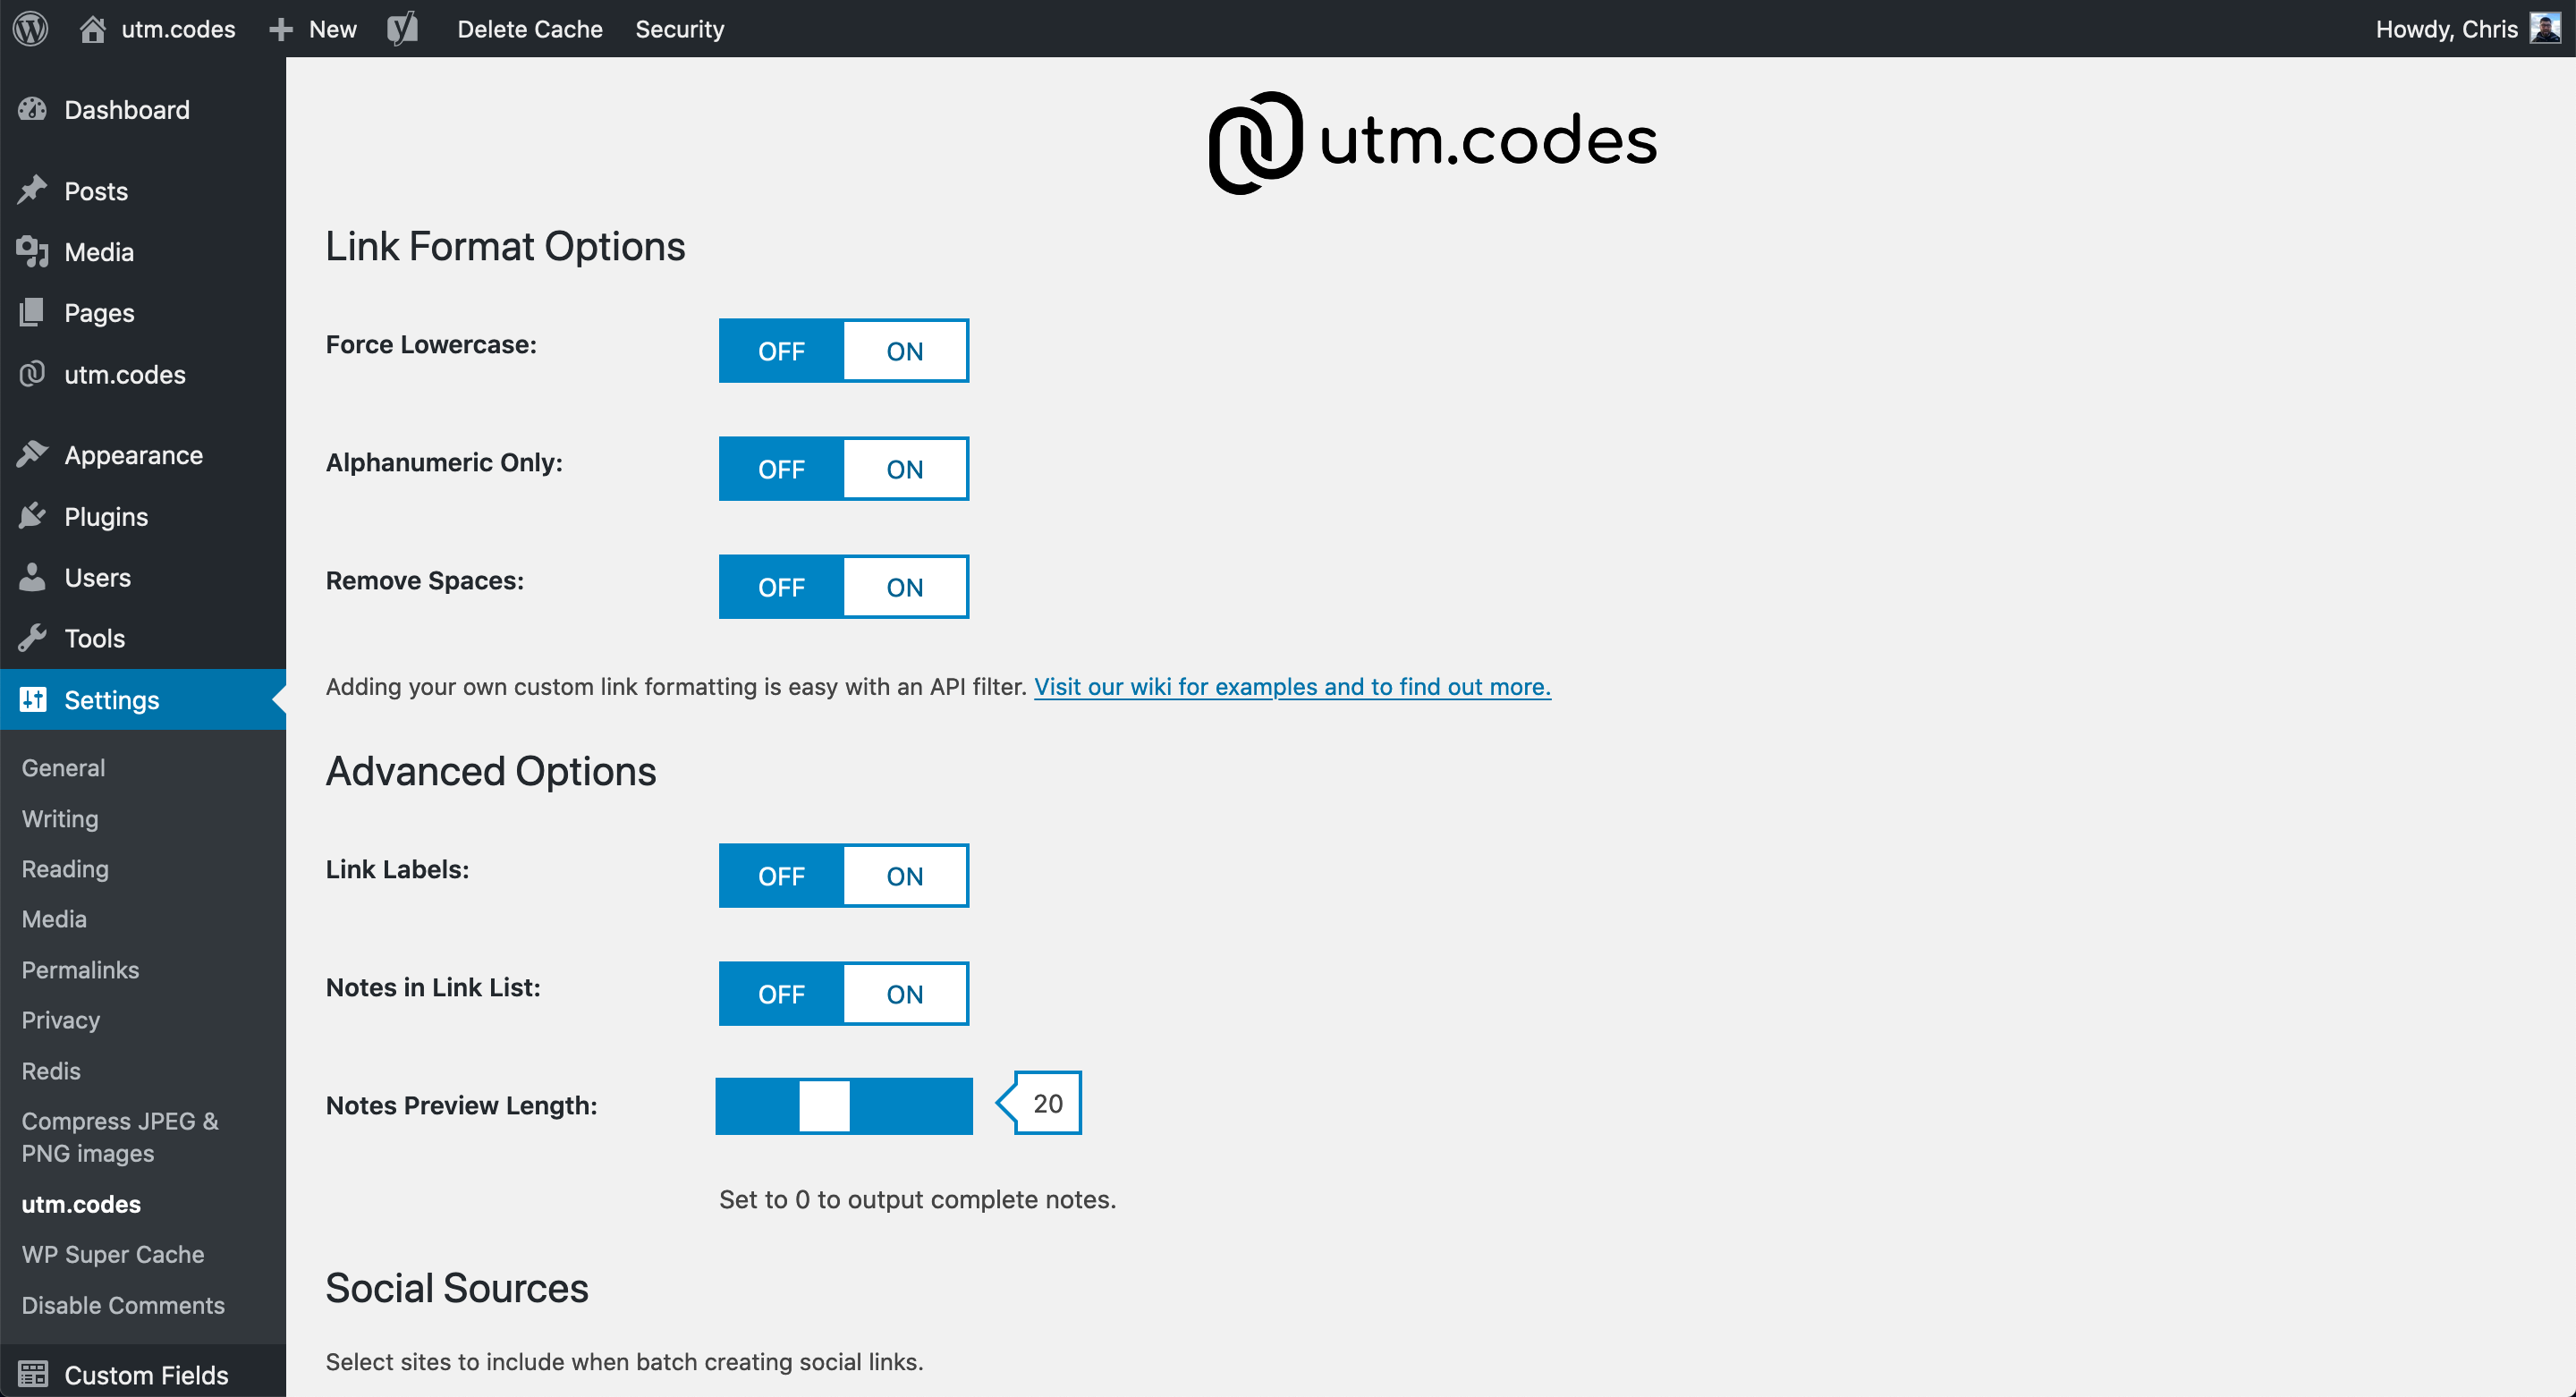 utm.codes
New
Delete Cache
Security
Howdy, Chris
Dashboard
Posts
Media
Pages
utm.codes
Appearance
Plugins
Users
Tools
Settings
General
Writing
Reading
Media
Permalinks
Privacy
Redis
Compress JPEG &
PNG images
utm.codes
WP Super Cache
Disable Comments
Custom Fields
utm.codes
Link Format Options
Force Lowercase:
OFF ON
Alphanumeric Only:
OFF ON
Remove Spaces:
OFF ON
Adding your own custom link formatting is easy with an API filter. Visit our wiki for examples and to find out more.
Advanced Options
Link Labels:
OFF ON
Notes in Link List:
OFF ON
Notes Preview Length:
20
Set to 0 to output complete notes.
Social Sources
Select sites to include when batch creating social links.